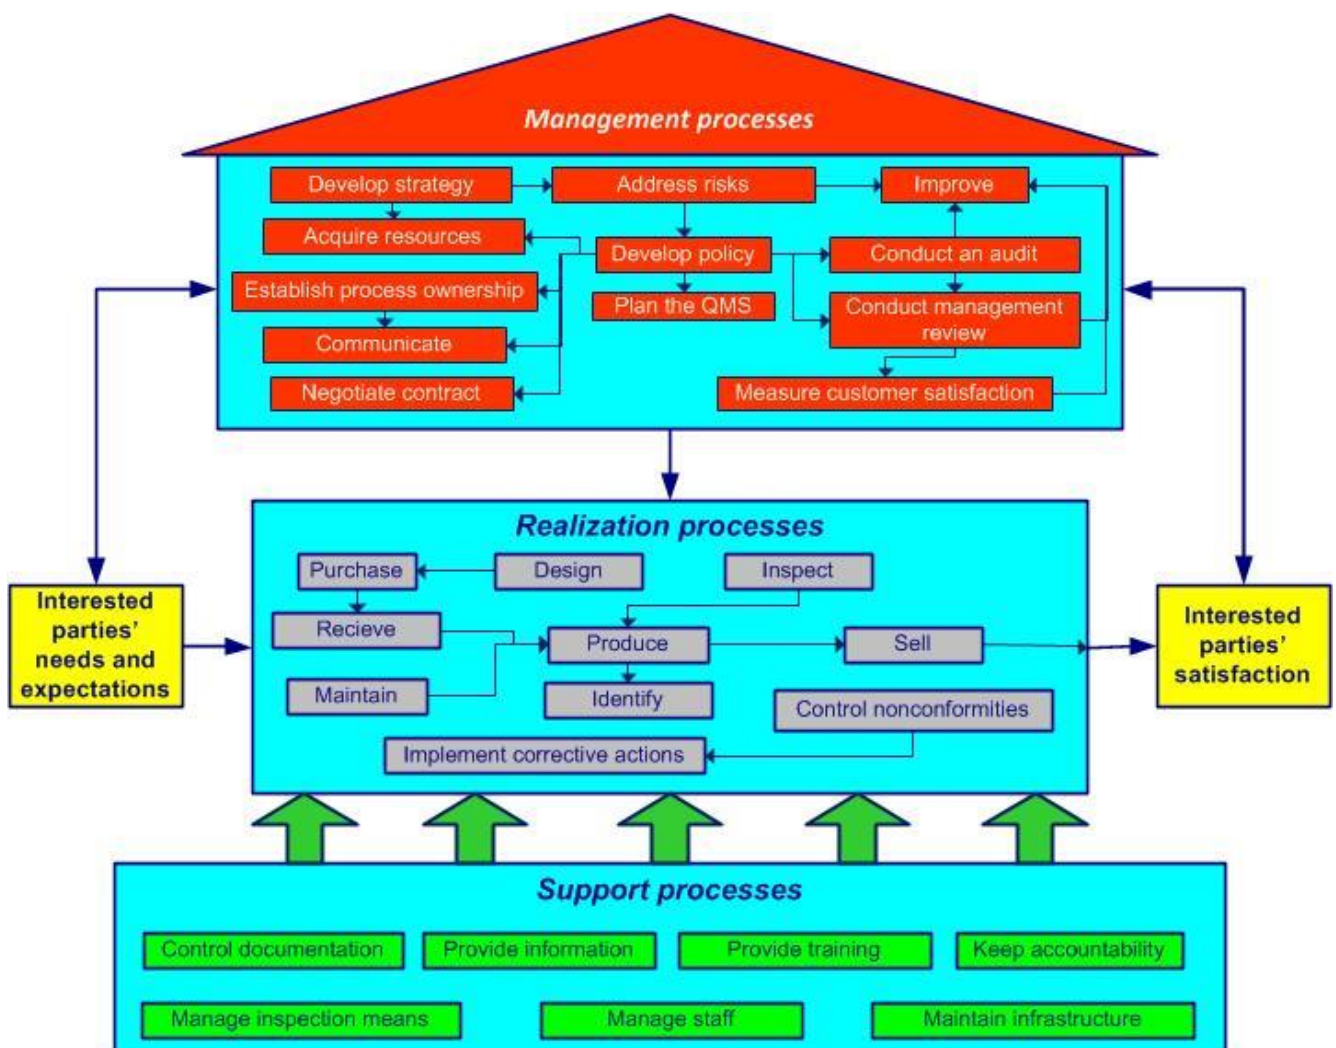 Management processes
Develop strategy
Address risks
Improve
Acquire resources
Develop policy
Conduct an audit
Establish process ownership
Plan the QMS
Conduct management
review
Communicate
Negotiate contract
Measure customer satisfaction
Realization processes
Purchase
Design
Inspect
Interested
parties'
needs and
expectations
Recieve
Produce
Sell
Interested
parties'
satisfaction
Maintain
Identify
Control nonconformities
Implement corrective actions
Support processes
Control documentation
Provide information
Provide training
Keep accountability
Manage inspection means
Manage staff
Maintain infrastructure